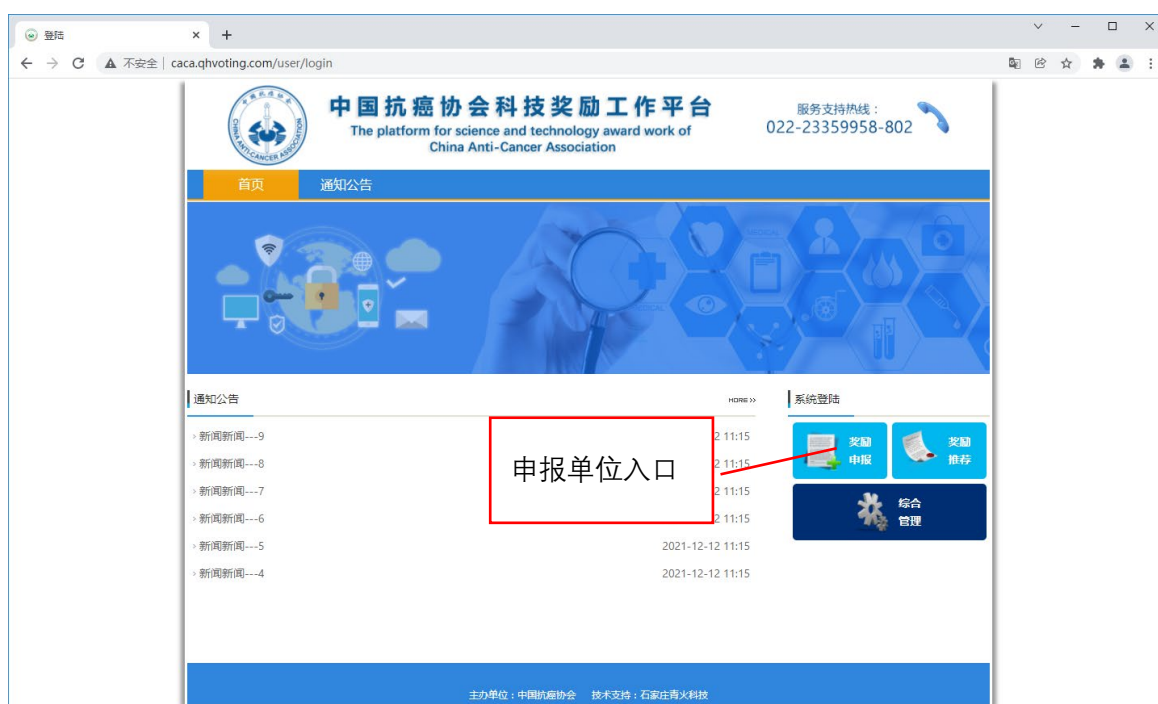 登陆
不安全 | caca.qhvoting.com/user/login
中国抗癌协会科技奖励工作平台
The platform for science and technology award work of
China Anti-Cancer Association
服务支持热线：
022-23359958-802
CHINA ANTI-CANCER ASSOCIATION
首页 通知公告
通知公告 MORE >>
系统登陆
新闻新闻---9 2 11:15
新闻新闻---8 2 11:15
新闻新闻---7 2 11:15
新闻新闻---6 2 11:15
新闻新闻---5 2021-12-12 11:15
新闻新闻---4 2021-12-12 11:15
申报单位入口
奖励
申报
奖励
推荐
综合
管理
主办单位：中国抗癌协会 技术支持：石家庄青火科技